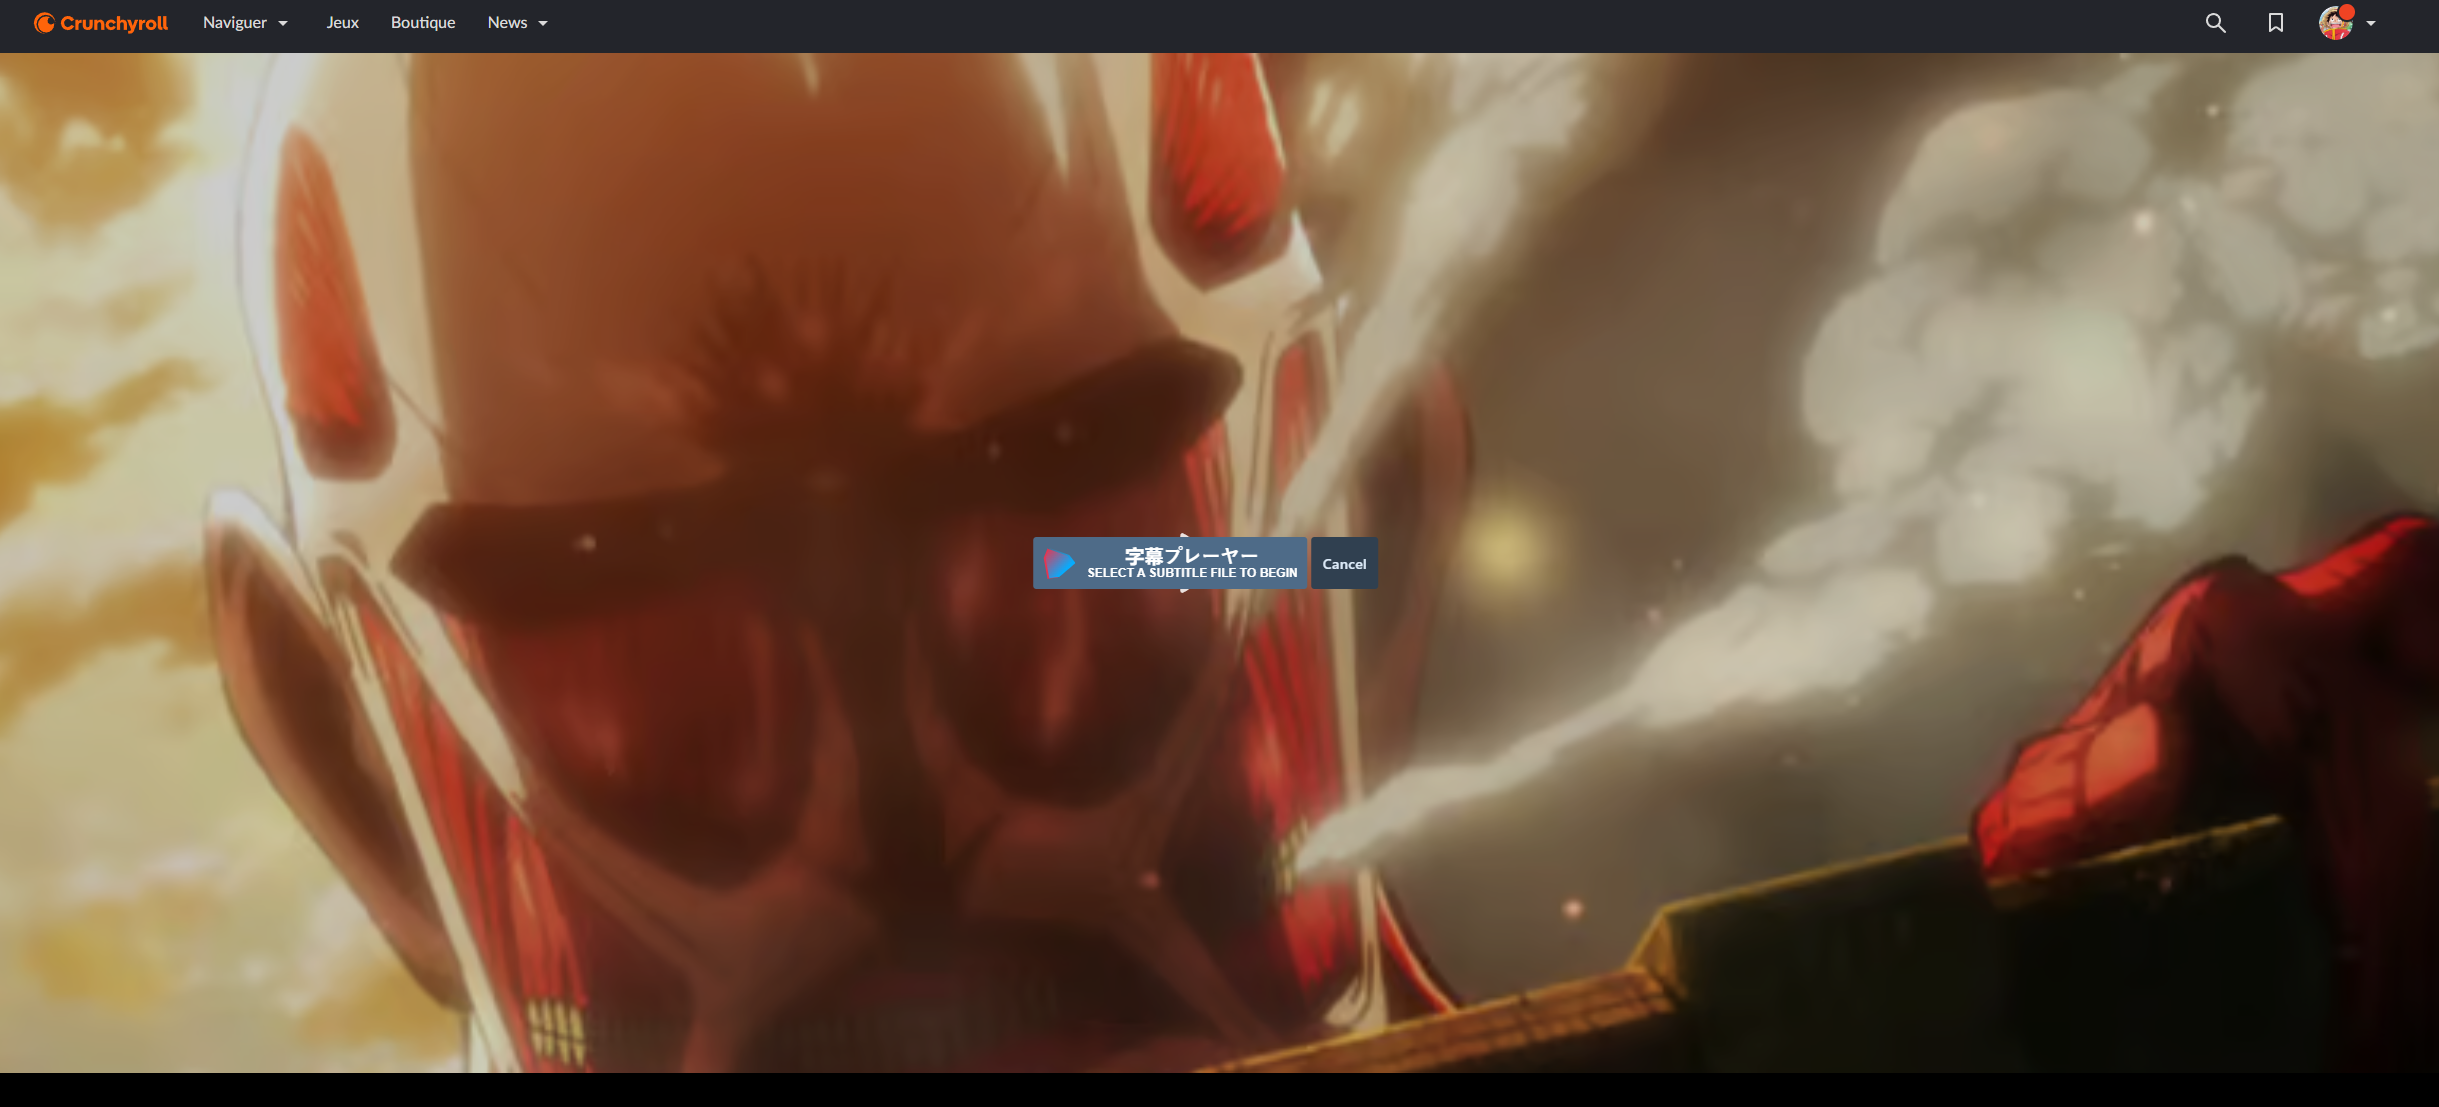 Crunchyroll Naviguer Jeux Boutique News
字幕プレーヤー
SELECT A SUBTITLE FILE TO BEGIN
Cancel